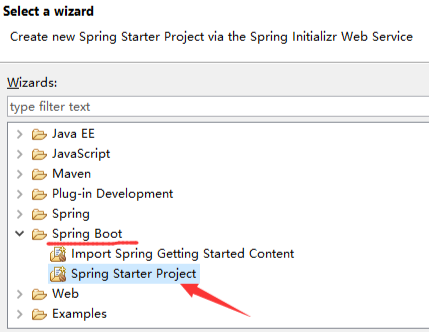 Select a wizard
Create new Spring Starter Project via the Spring Initializr Web Service
Wizards:
type filter text
Java EE
JavaScript
Maven
Plug-in Development
Spring
Spring Boot
Import Spring Getting Started Content
Spring Starter Project
Web
Examples